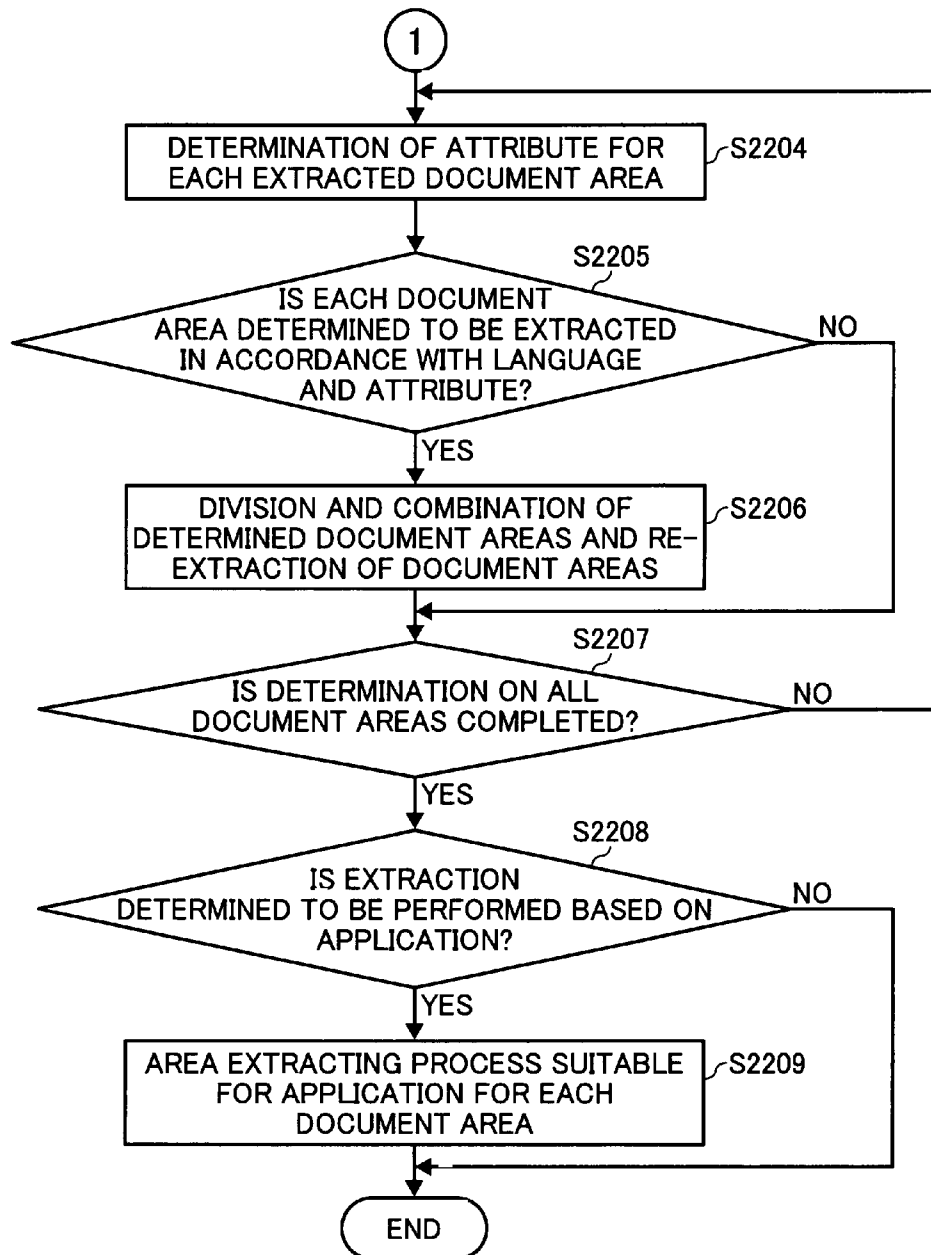 1
DETERMINATION OF ATTRIBUTE FOR
EACH EXTRACTED DOCUMENT AREA
S2204
S2205
IS EACH DOCUMENT
AREA DETERMINED TO BE EXTRACTED
IN ACCORDANCE WITH LANGUAGE
AND ATTRIBUTE?
NO
YES
DIVISION AND COMBINATION OF
DETERMINED DOCUMENT AREAS AND RE-
EXTRACTION OF DOCUMENT AREAS
S2206
S2207
IS DETERMINATION ON ALL
DOCUMENT AREAS COMPLETED?
NO
YES
S2208
IS EXTRACTION
DETERMINED TO BE PERFORMED BASED ON
APPLICATION?
NO
YES
AREA EXTRACTING PROCESS SUITABLE
FOR APPLICATION FOR EACH
DOCUMENT AREA
S2209
END